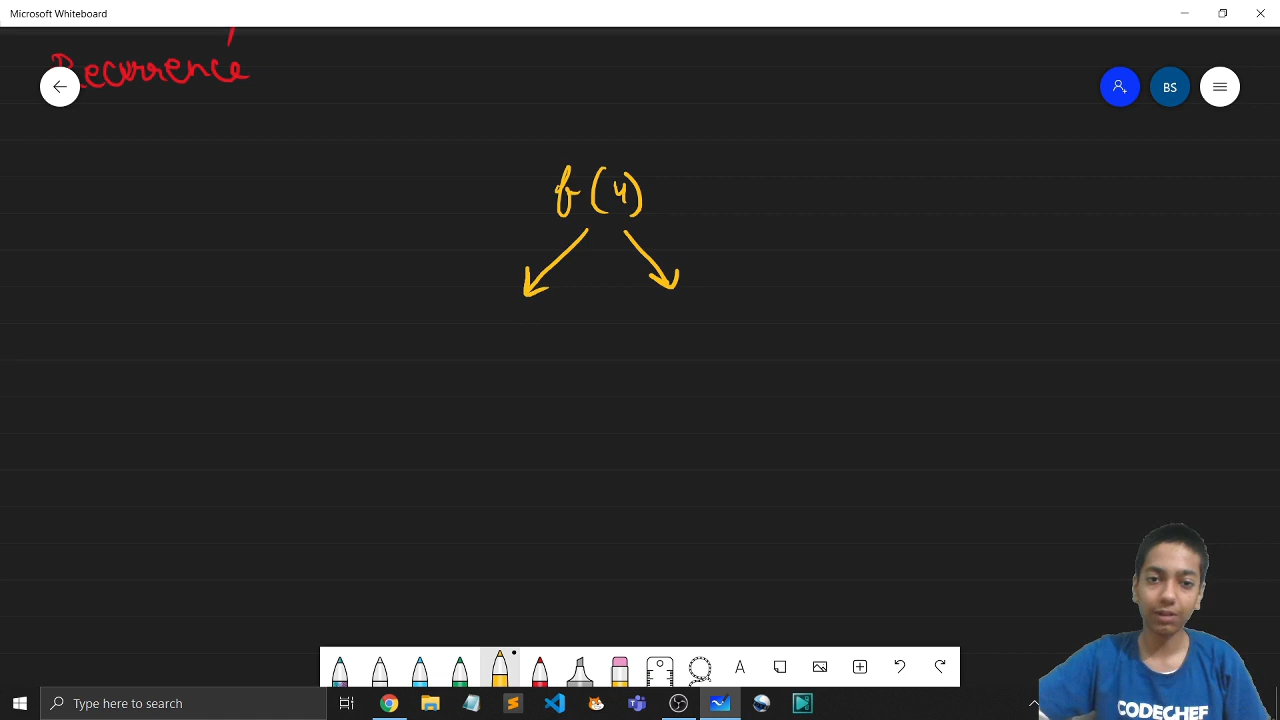 Microsoft Whiteboard
Recurrence
BS
f(4)
A
Type here to search
CODECHEF